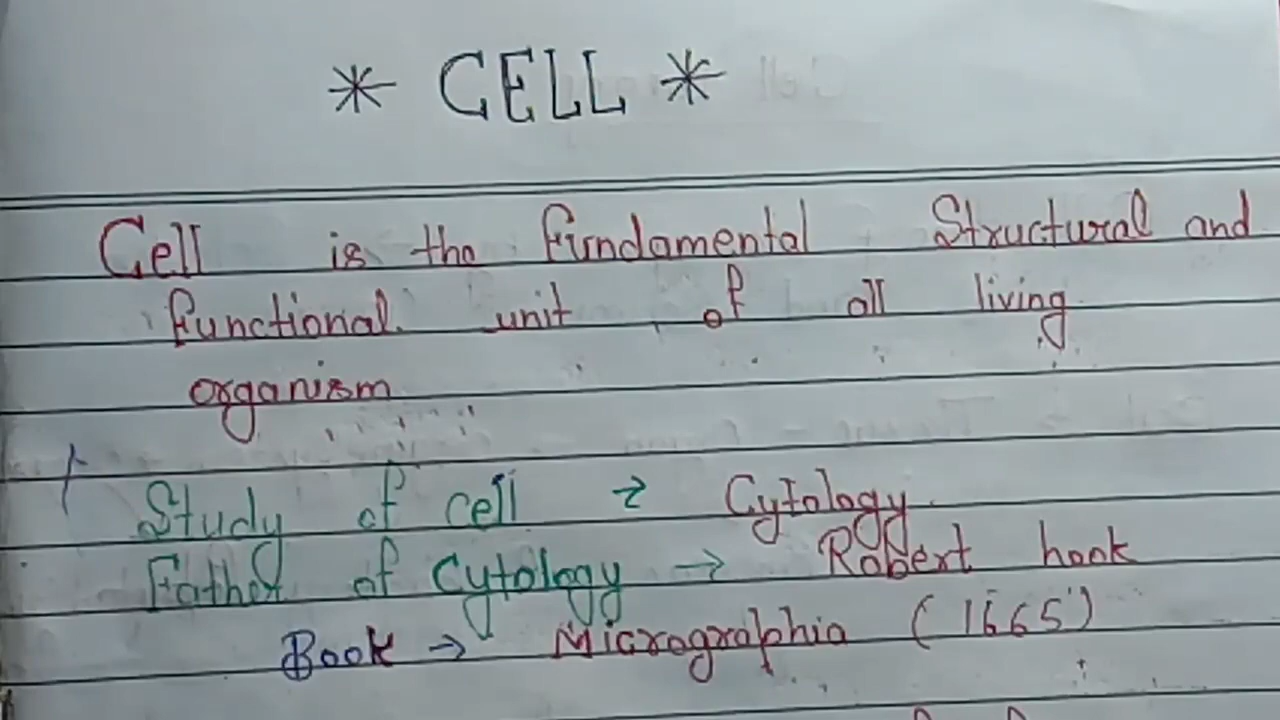 * CELL *
Cell is the fundamental Structural and
functional unit of all living
organism
Study of cell → Cytology
Father of Cytology → Robert hook
Book → Micrographia (1665)